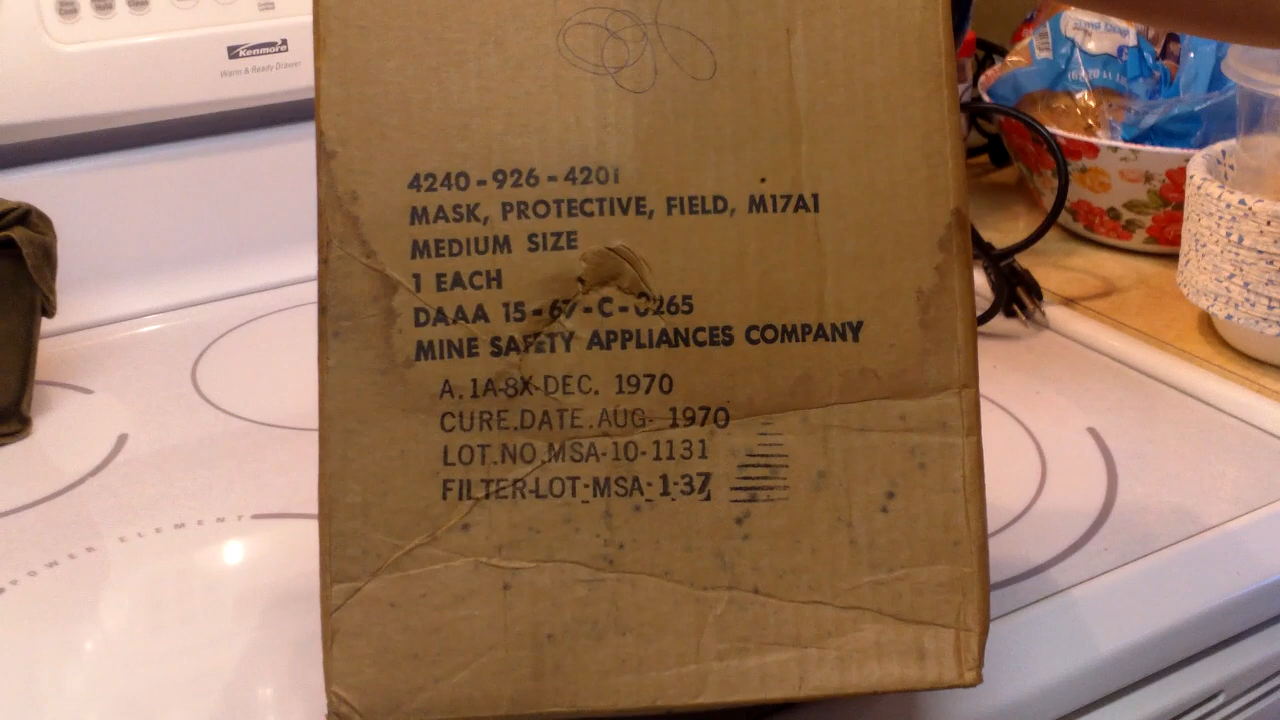 Kenmore
Warm & Ready Drawer
4240-926-4201
MASK, PROTECTIVE, FIELD, M17A1
MEDIUM SIZE
1 EACH
DAAA 15-67-C-0265
MINE SAFETY APPLIANCES COMPANY
A.1A-8X-DEC. 1970
CURE.DATE.AUG- 1970
LOT.NO.MSA-10-1131
FILTER-LOT-MSA-1-37
POWER ELEMENT